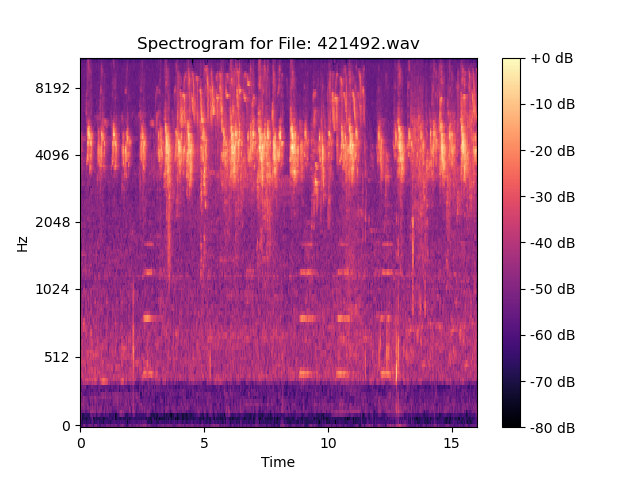 Spectrogram for File: 421492.wav
8192
4096
2048
1024
512
0
Hz
0 5 10 15
Time
+0 dB
-10 dB
-20 dB
-30 dB
-40 dB
-50 dB
-60 dB
-70 dB
-80 dB